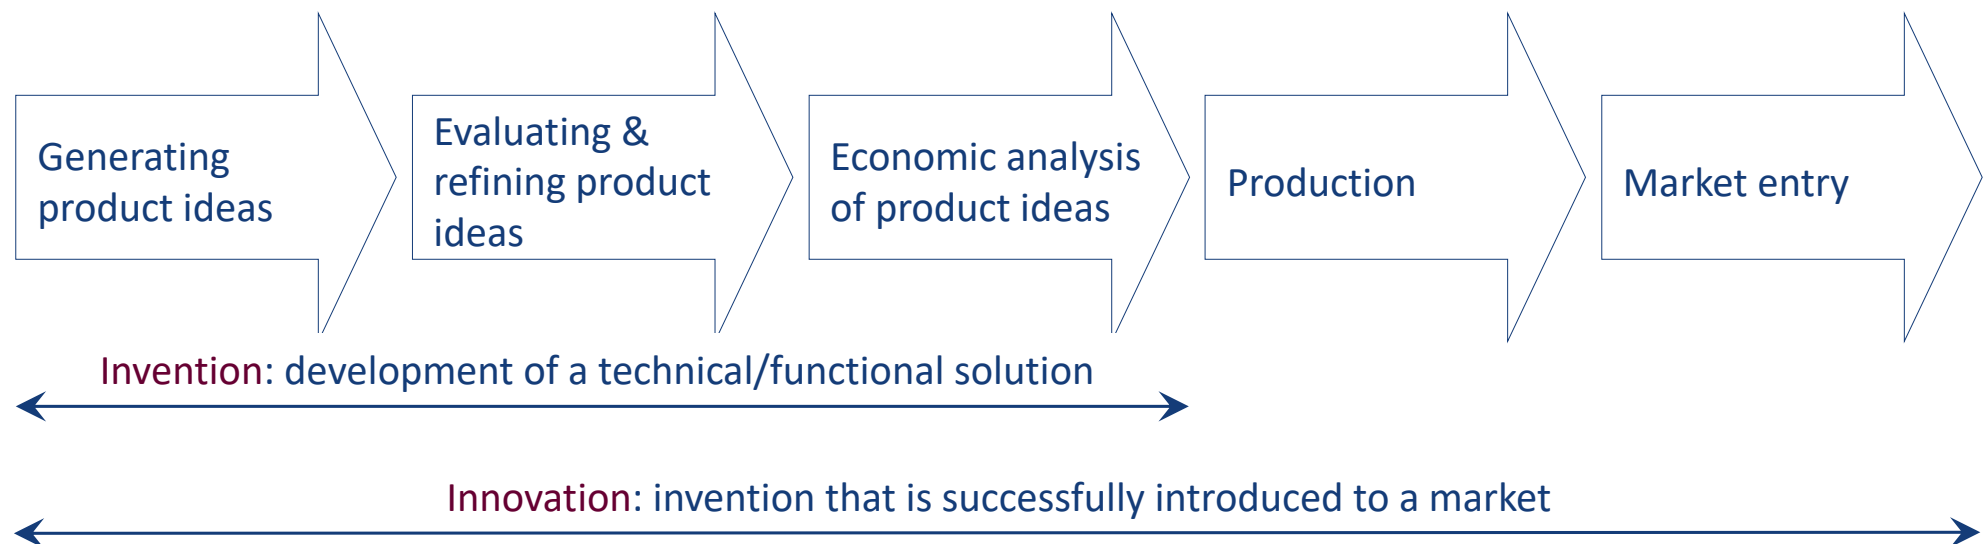 Generating
product ideas
Evaluating &
refining product
ideas
Economic analysis
of product ideas
Production
Market entry
Invention: development of a technical/functional solution
Innovation: invention that is successfully introduced to a market